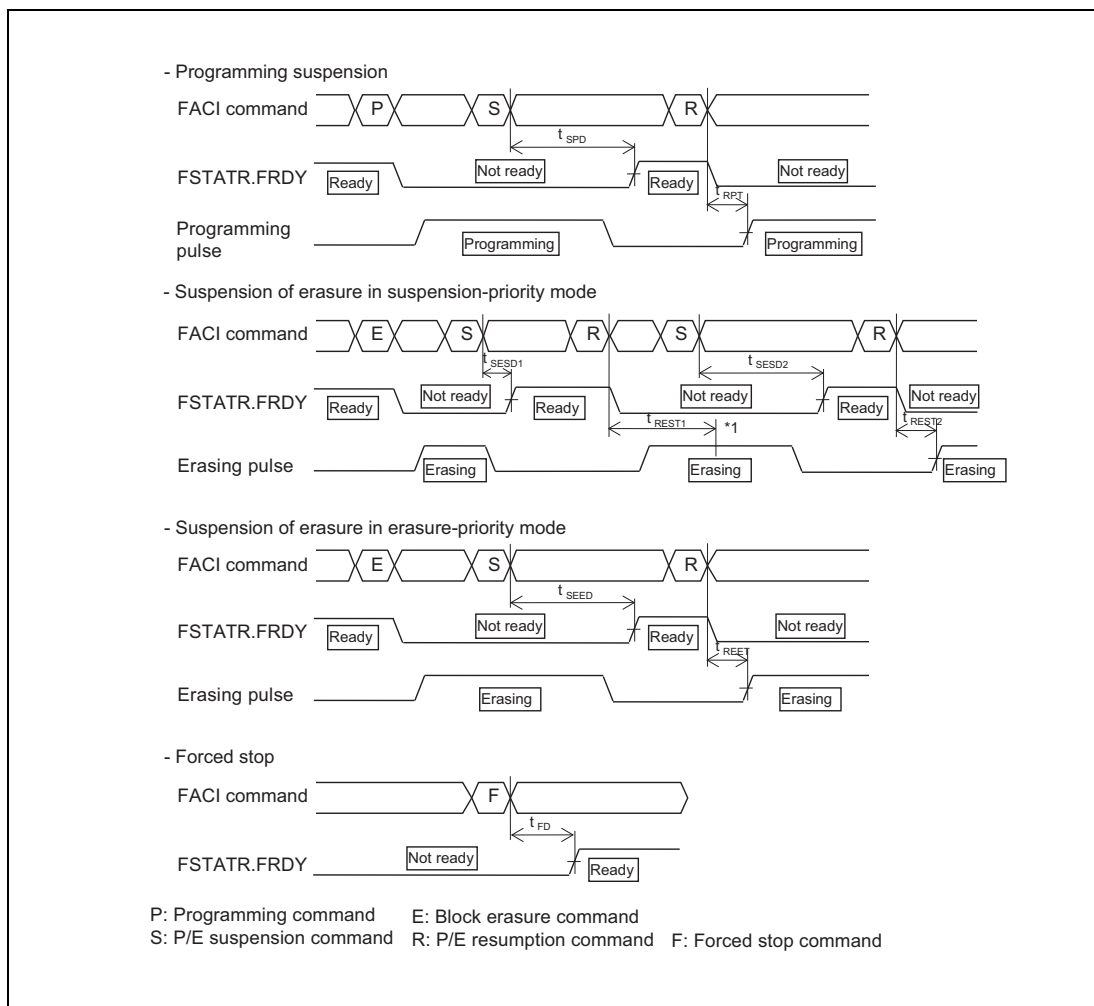 - Programming suspension
FACI command P S R
t SPD
FSTATR.FRDY Ready Not ready Ready Not ready
t RPT
Programming
pulse
Programming Programming
- Suspension of erasure in suspension-priority mode
FACI command E S R S R
t SESD1 t SESD2
FSTATR.FRDY Ready Not ready Ready Not ready Ready Not ready
t REST1 *1 t REST2
Erasing pulse Erasing Erasing Erasing
- Suspension of erasure in erasure-priority mode
FACI command E S R
t SEED
FSTATR.FRDY Ready Not ready Ready Not ready
t REET
Erasing pulse Erasing Erasing
- Forced stop
FACI command F
t FD
FSTATR.FRDY Not ready Ready
P: Programming command E: Block erasure command
S: P/E suspension command R: P/E resumption command F: Forced stop command